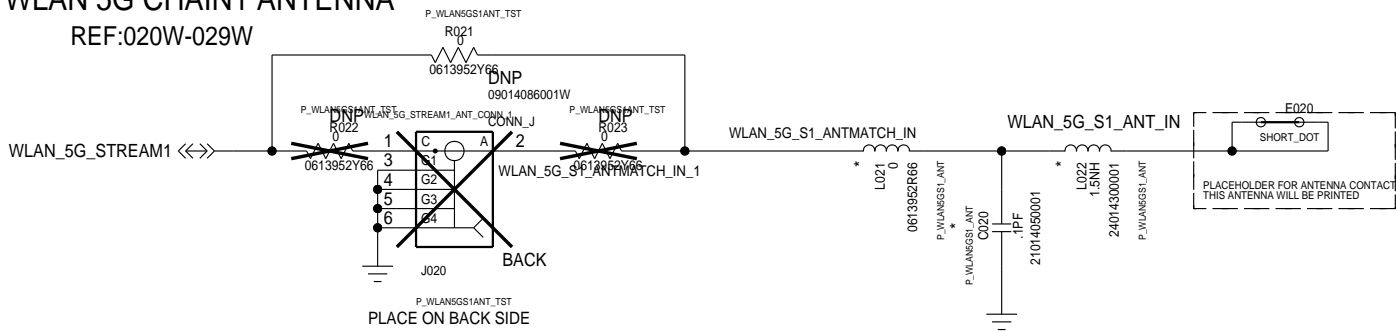 WLAN 5G CHAIN1 ANTENNA
REF:020W-029W
P_WLAN5GS1ANT_TST
R021
0
0613952Y66
DNP
09014086001W
P_WLAN5GS1ANT_TST
DNP
R022
0
0613952Y66
WLAN_5G_STREAM1_ANT_CONN_1
CONN_J
P_WLAN5GS1ANT_TST
DNP
R023
0
0613952Y66
WLAN_5G_STREAM1
1
C
A
2
3
G1
4
G2
5
G3
6
G4
WLAN_5G_S1_ANTMATCH_IN_1
BACK
J020
P_WLAN5GS1ANT_TST
PLACE ON BACK SIDE
WLAN_5G_S1_ANTMATCH_IN
*
L021
0
0613952R66
P_WLAN5GS1_ANT
WLAN_5G_S1_ANT_IN
*
P_WLAN5GS1_ANT
C020
.1PF
21014050001
*
L022
1.5NH
24014300001
P_WLAN5GS1_ANT
E020
SHORT_DOT
PLACEHOLDER FOR ANTENNA CONTACT
THIS ANTENNA WILL BE PRINTED